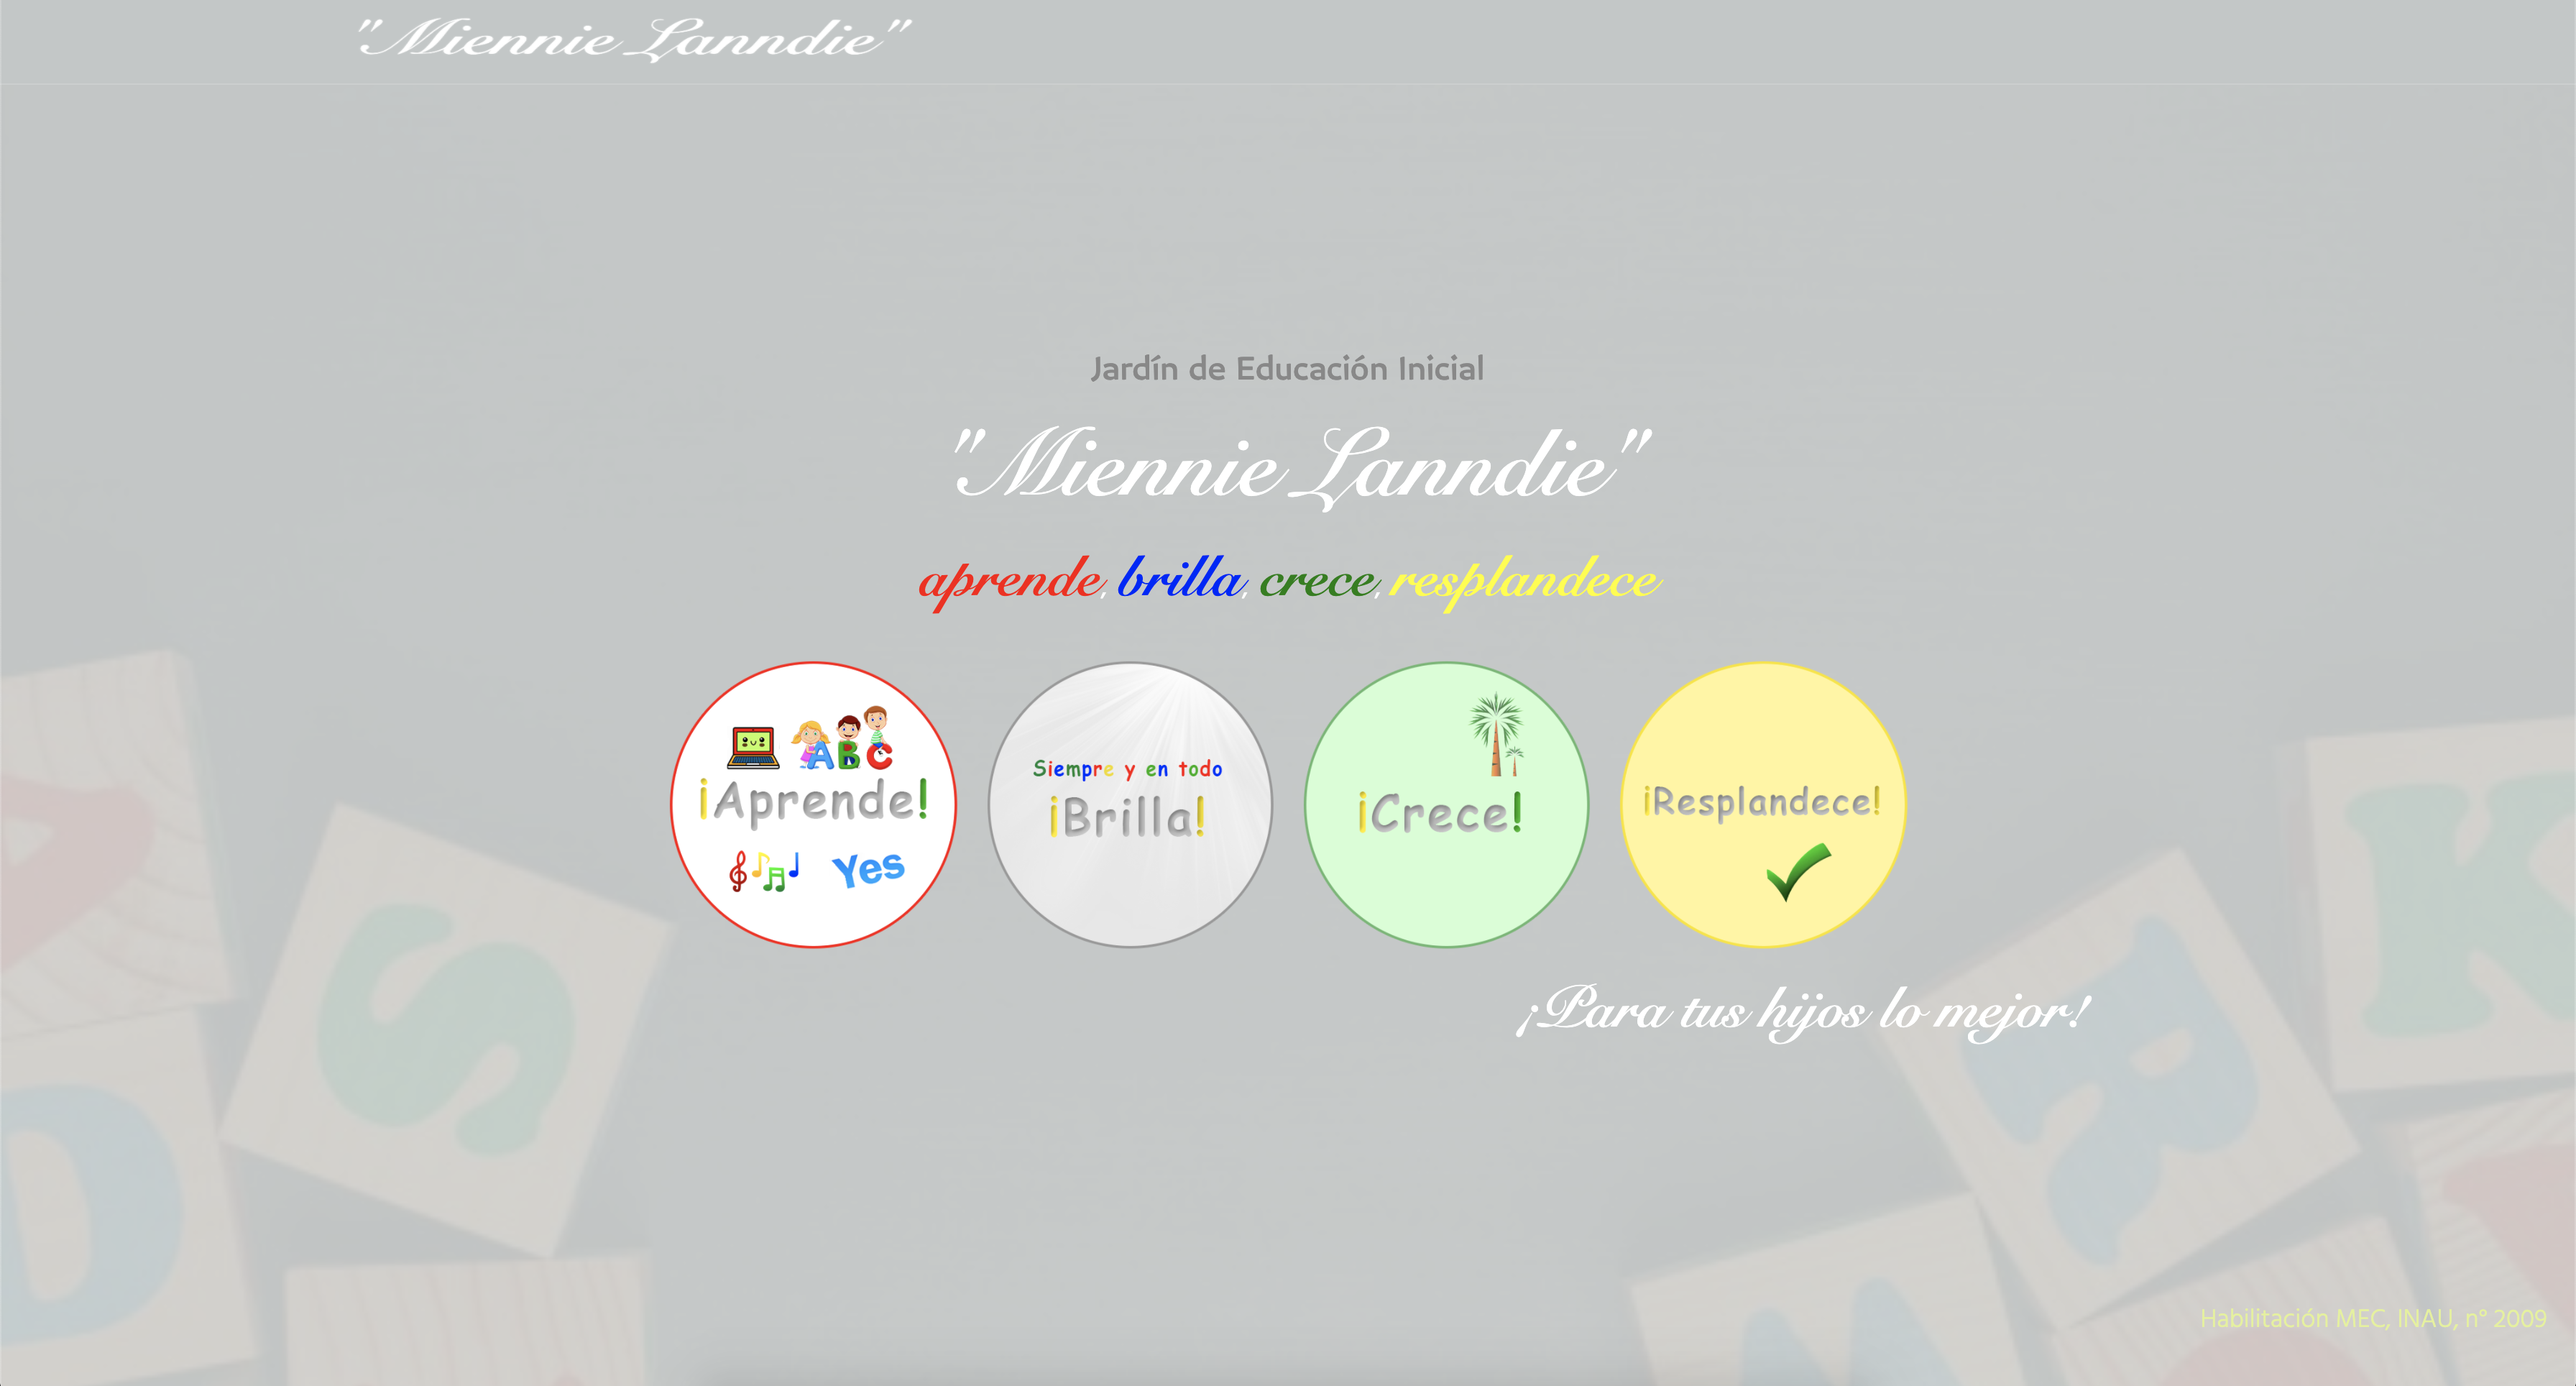 "Miennie Lanndie"
Jardín de Educación Inicial
"Miennie Lanndie"
aprende, brilla, crece, resplandece
ABC
¡Aprende!
Yes
Siempre y en todo
¡Brilla!
¡Crece!
¡Resplandece!
¡Para tus hijos lo mejor!
S
D
R
K
Habilitación MEC, INAU, n° 2009